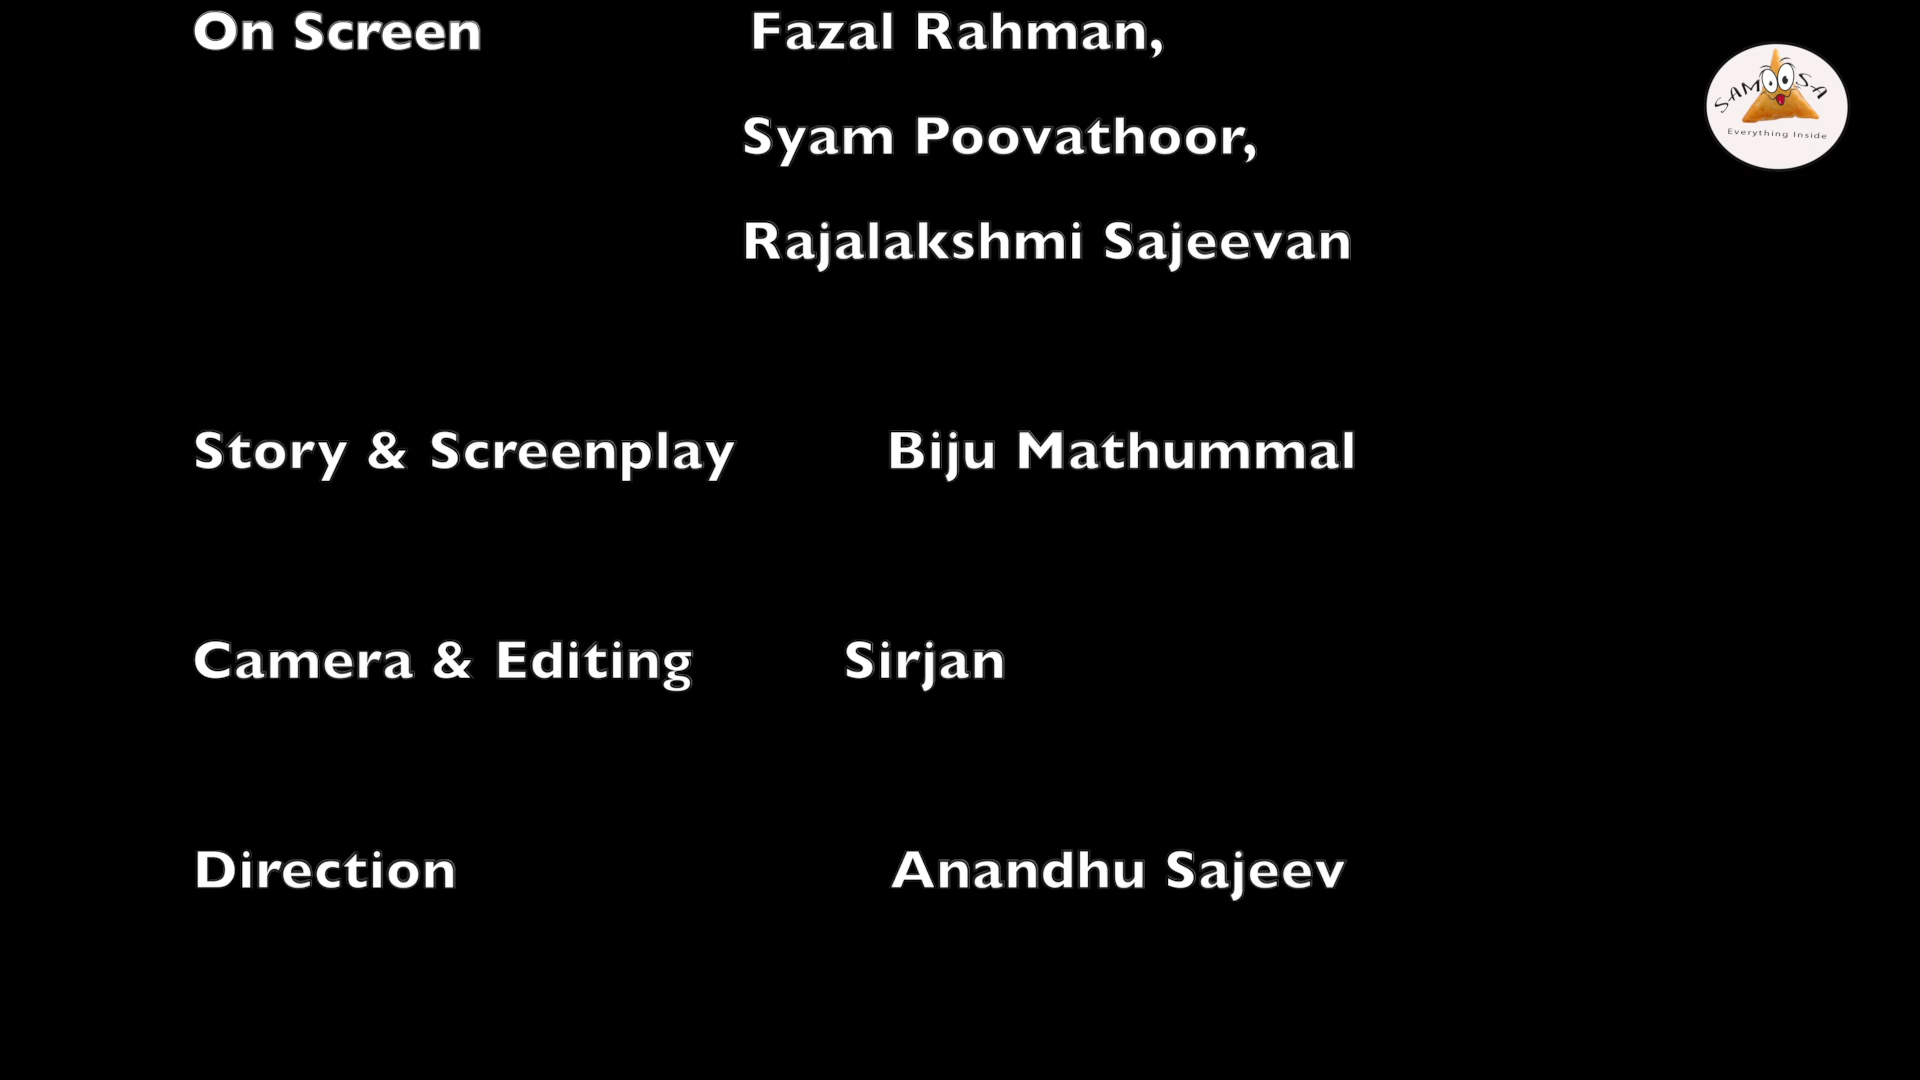 On Screen Fazal Rahman,
Syam Poovathoor,
Rajalakshmi Sajeevan
Story & Screenplay Biju Mathummal
Camera & Editing Sirjan
Direction Anandhu Sajeev
SAMOOSA
Everything Inside